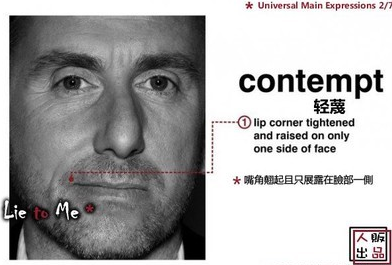 * Universal Main Expressions 2/7
contempt
轻蔑
① lip corner tightened
and raised on only
one side of face
* 嘴角翹起且只展露在臉部一側
Lie to Me *
人販
出品